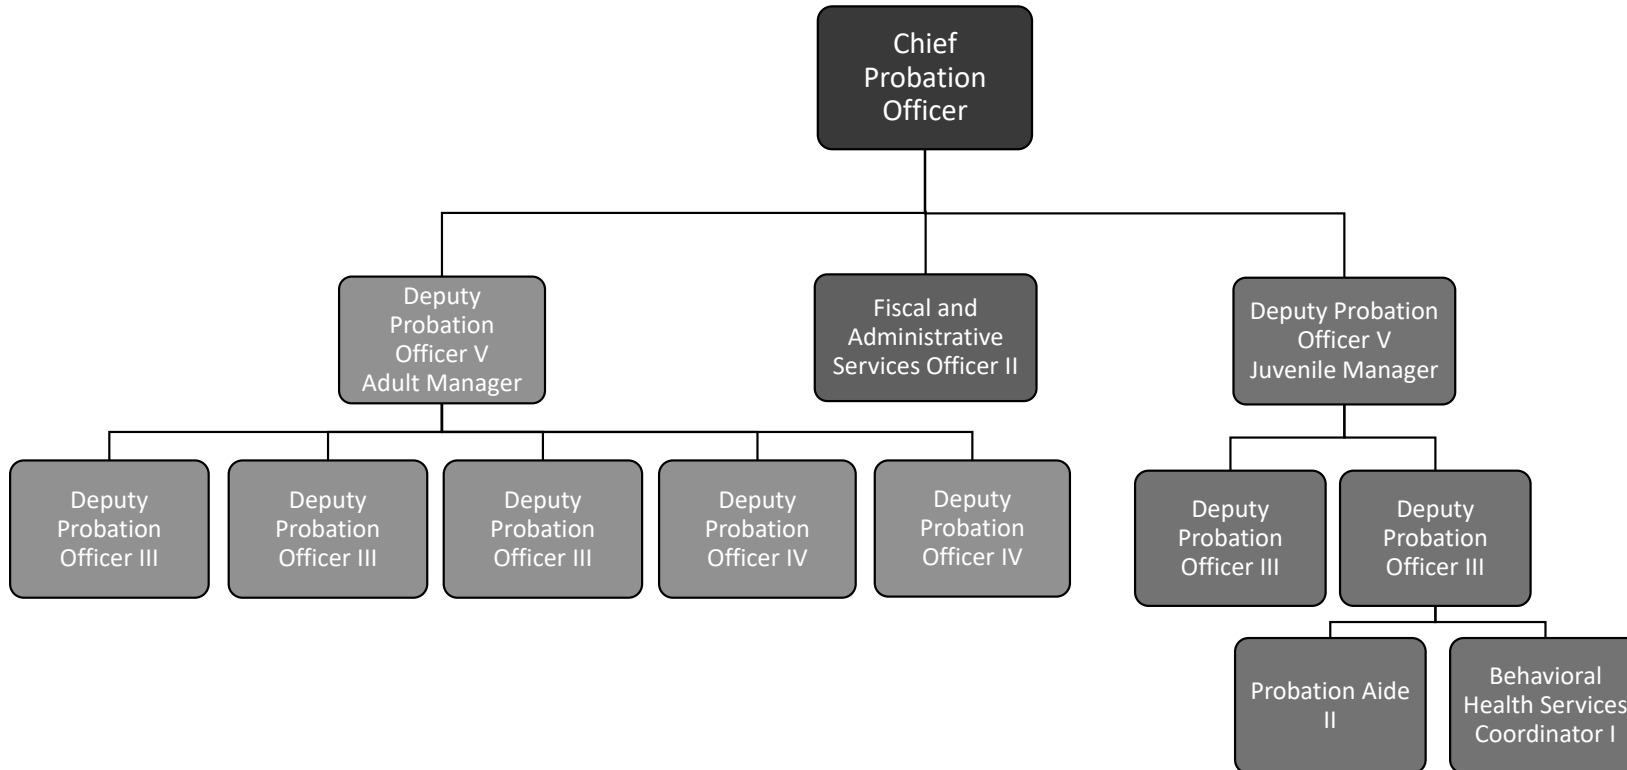 Chief
Probation
Officer
Deputy
Probation
Officer V
Adult Manager
Fiscal and
Administrative
Services Officer II
Deputy Probation
Officer V
Juvenile Manager
Deputy
Probation
Officer III
Deputy
Probation
Officer III
Deputy
Probation
Officer III
Deputy
Probation
Officer IV
Deputy
Probation
Officer IV
Deputy
Probation
Officer III
Deputy
Probation
Officer III
Probation Aide
II
Behavioral
Health Services
Coordinator I